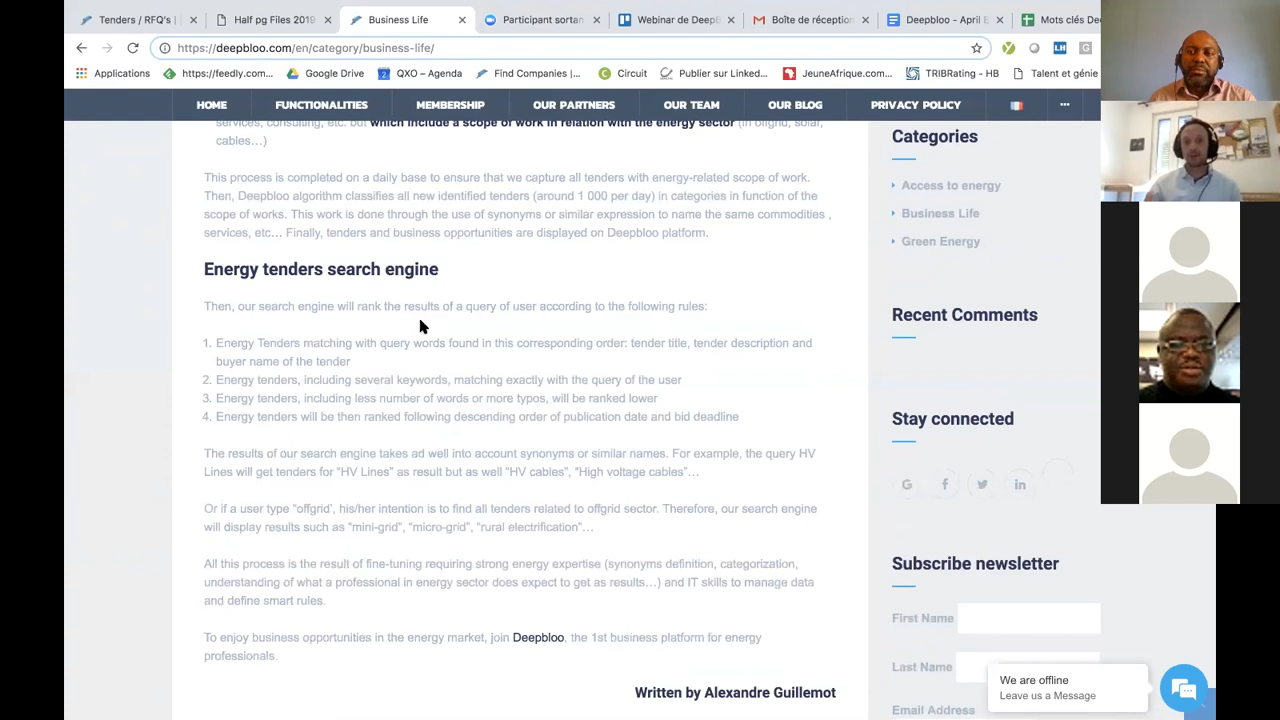 Tenders / RFQ's |
Half pg Files 2019
Business Life
Participant sortan
Webinar de DeepB
Boîte de réception
Deepbloo - April E
Mots clés Dee
https://deepbloo.com/en/category/business-life/
Applications
https://feedly.com...
Google Drive
QXO – Agenda
Find Companies |...
Circuit
Publier sur Linked...
JeuneAfrique.com...
TRIBRating - HB
Talent et génie
HOME
FUNCTIONALITIES
MEMBERSHIP
OUR PARTNERS
OUR TEAM
OUR BLOG
PRIVACY POLICY
services, consulting, etc. but which include a scope of work in relation with the energy sector (in offgrid, solar,
cables…)
This process is completed on a daily base to ensure that we capture all tenders with energy-related scope of work.
Then, Deepbloo algorithm classifies all new identified tenders (around 1 000 per day) in categories in function of the
scope of works. This work is done through the use of synonyms or similar expression to name the same commodities ,
services, etc… Finally, tenders and business opportunities are displayed on Deepbloo platform.
Energy tenders search engine
Then, our search engine will rank the results of a query of user according to the following rules:
1. Energy Tenders matching with query words found in this corresponding order: tender title, tender description and
buyer name of the tender
2. Energy tenders, including several keywords, matching exactly with the query of the user
3. Energy tenders, including less number of words or more typos, will be ranked lower
4. Energy tenders will be then ranked following descending order of publication date and bid deadline
The results of our search engine takes ad well into account synonyms or similar names. For example, the query HV
Lines will get tenders for “HV Lines” as result but as well “HV cables”, “High voltage cables”…
Or if a user type “offgrid’, his/her intention is to find all tenders related to offgrid sector. Therefore, our search engine
will display results such as “mini-grid”, “micro-grid”, “rural electrification”…
All this process is the result of fine-tuning requiring strong energy expertise (synonyms definition, categorization,
understanding of what a professional in energy sector does expect to get as results…) and IT skills to manage data
and define smart rules.
To enjoy business opportunities in the energy market, join Deepbloo, the 1st business platform for energy
professionals.
Written by Alexandre Guillemot
Categories
Access to energy
Business Life
Green Energy
Recent Comments
Stay connected
Subscribe newsletter
First Name
Last Name
Email Address
We are offline
Leave us a Message